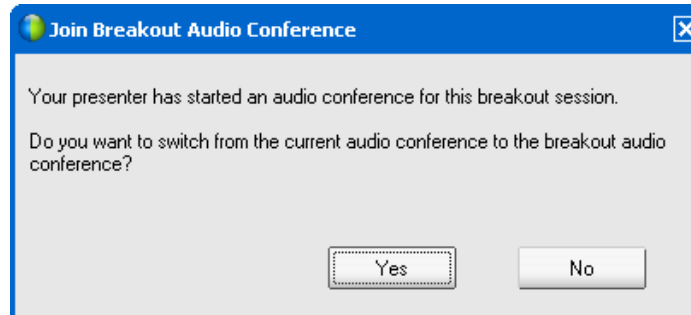 Join Breakout Audio Conference
Your presenter has started an audio conference for this breakout session.
Do you want to switch from the current audio conference to the breakout audio
conference?
Yes
No